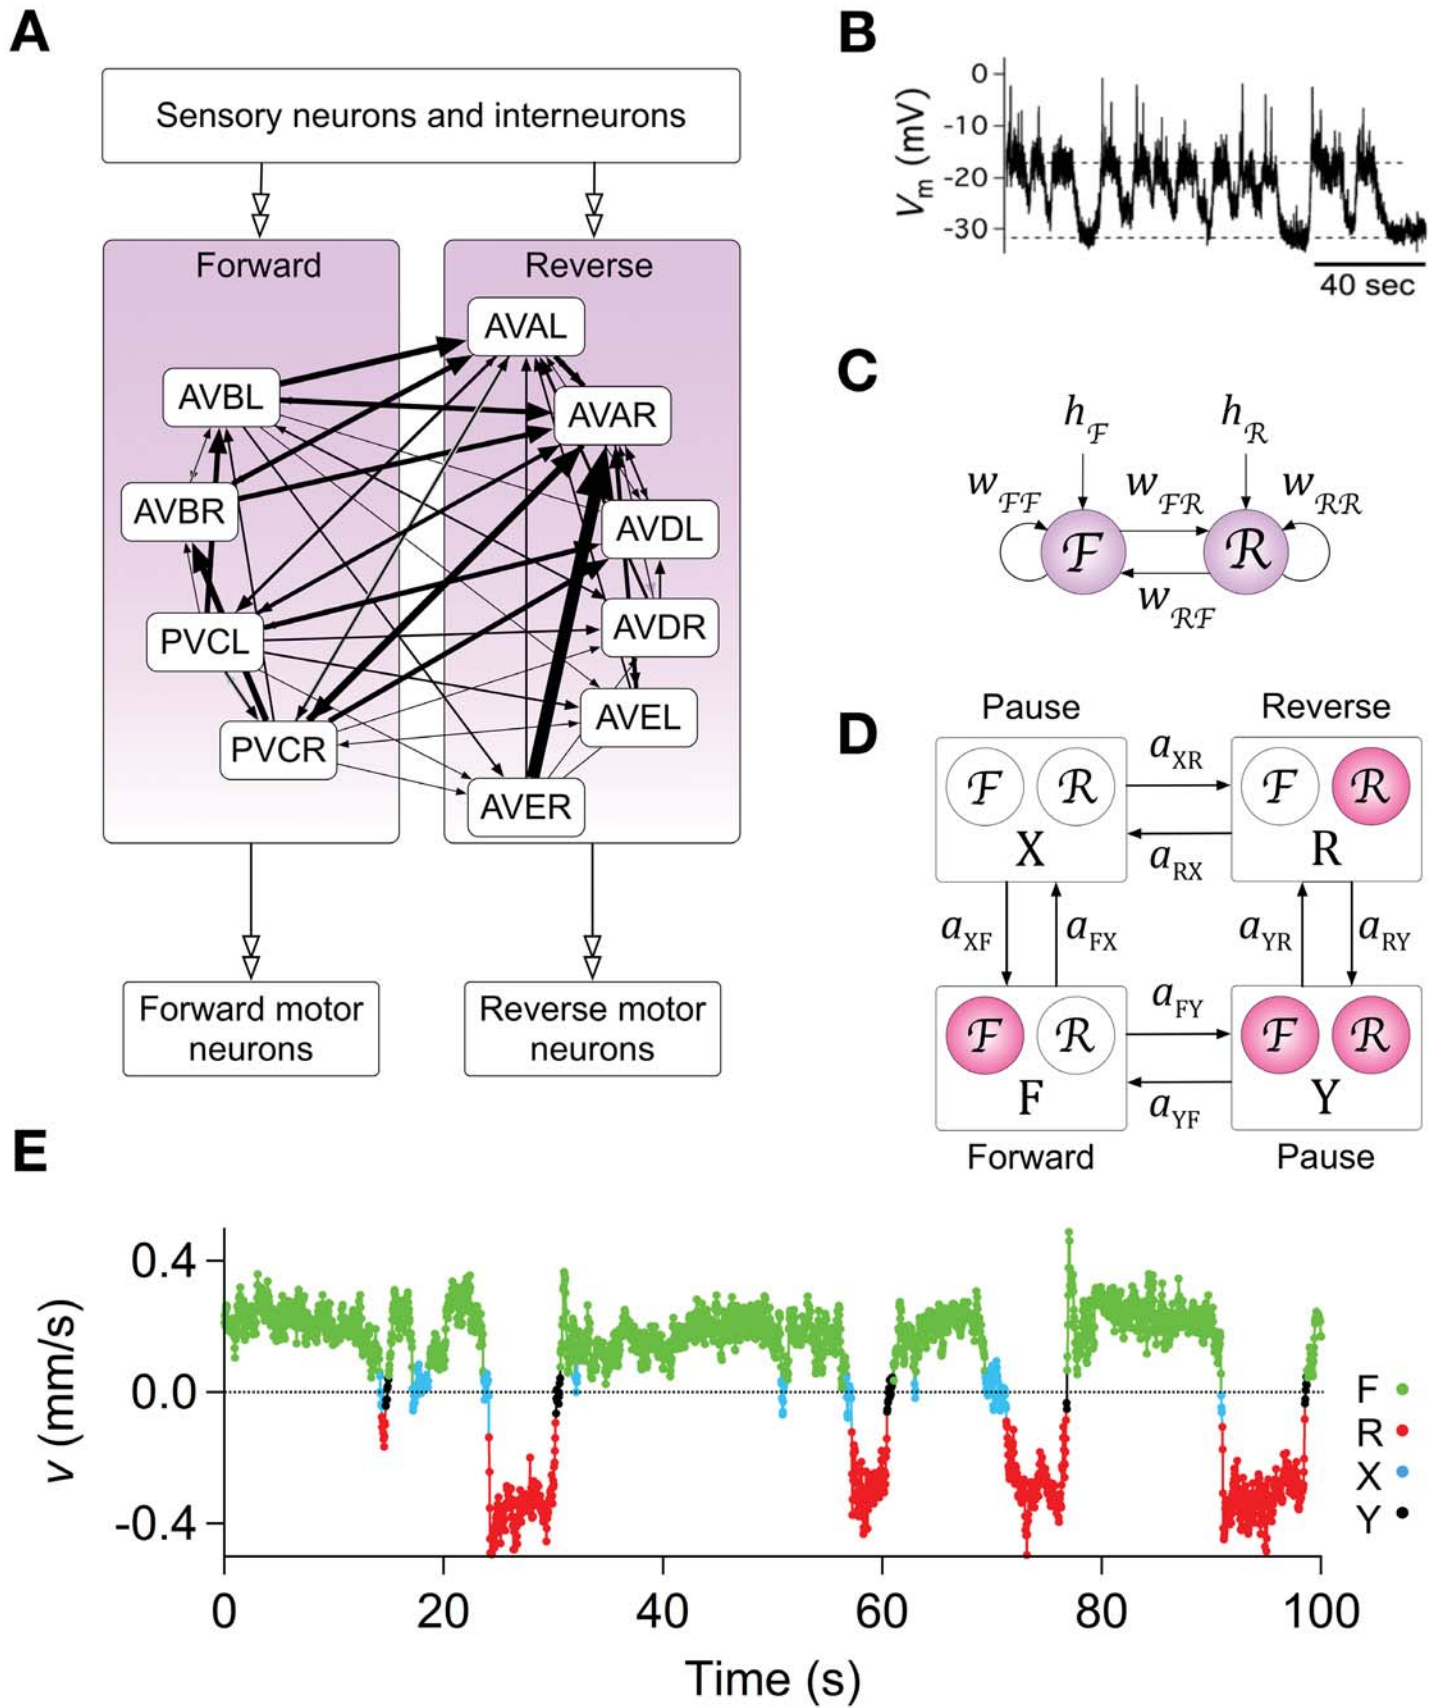 A
Sensory neurons and interneurons
Forward
Reverse
AVAL
AVBL
AVAR
AVBR
AVDL
PVCL
AVDR
AVEL
PVCR
AVER
Forward motor
neurons
Reverse motor
neurons
B
Vm (mV)
0
-10
-20
-30
40 sec
C
hF
hR
wFF
wFR
wRR
F
R
wRF
D
Pause
Reverse
F R
X
aXR
aRX
F R
R
aXF
aFX
aYR
aRY
F R
F
aFY
aYF
F R
Y
Forward
Pause
E
v (mm/s)
0.4
0.0
-0.4
F
R
X
Y
0 20 40 60 80 100
Time (s)